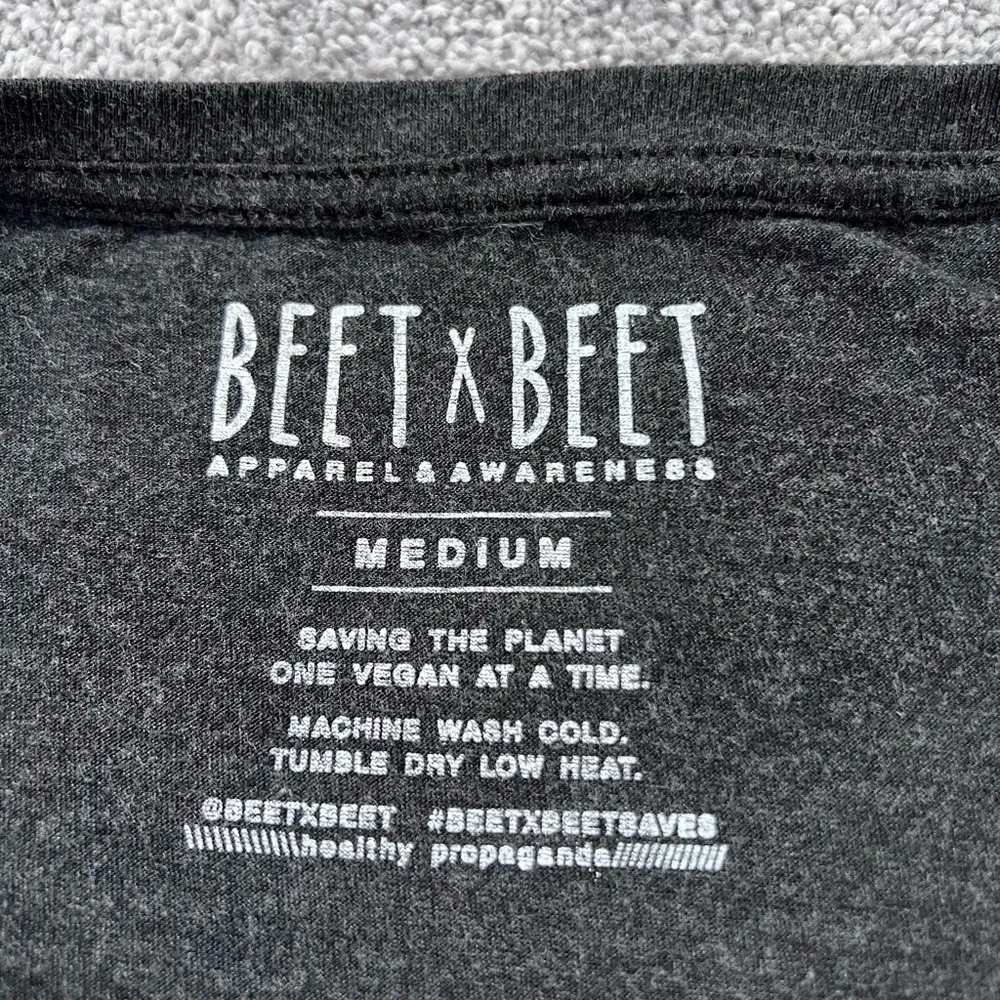 BEET X BEET
APPAREL & AWARENESS
MEDIUM
SAVING THE PLANET
ONE VEGAN AT A TIME.
MACHINE WASH COLD.
TUMBLE DRY LOW HEAT.
@BEETXBEET #BEETXBEETSAVES
\\\\\\\\\\\\healthy propaganda////////////